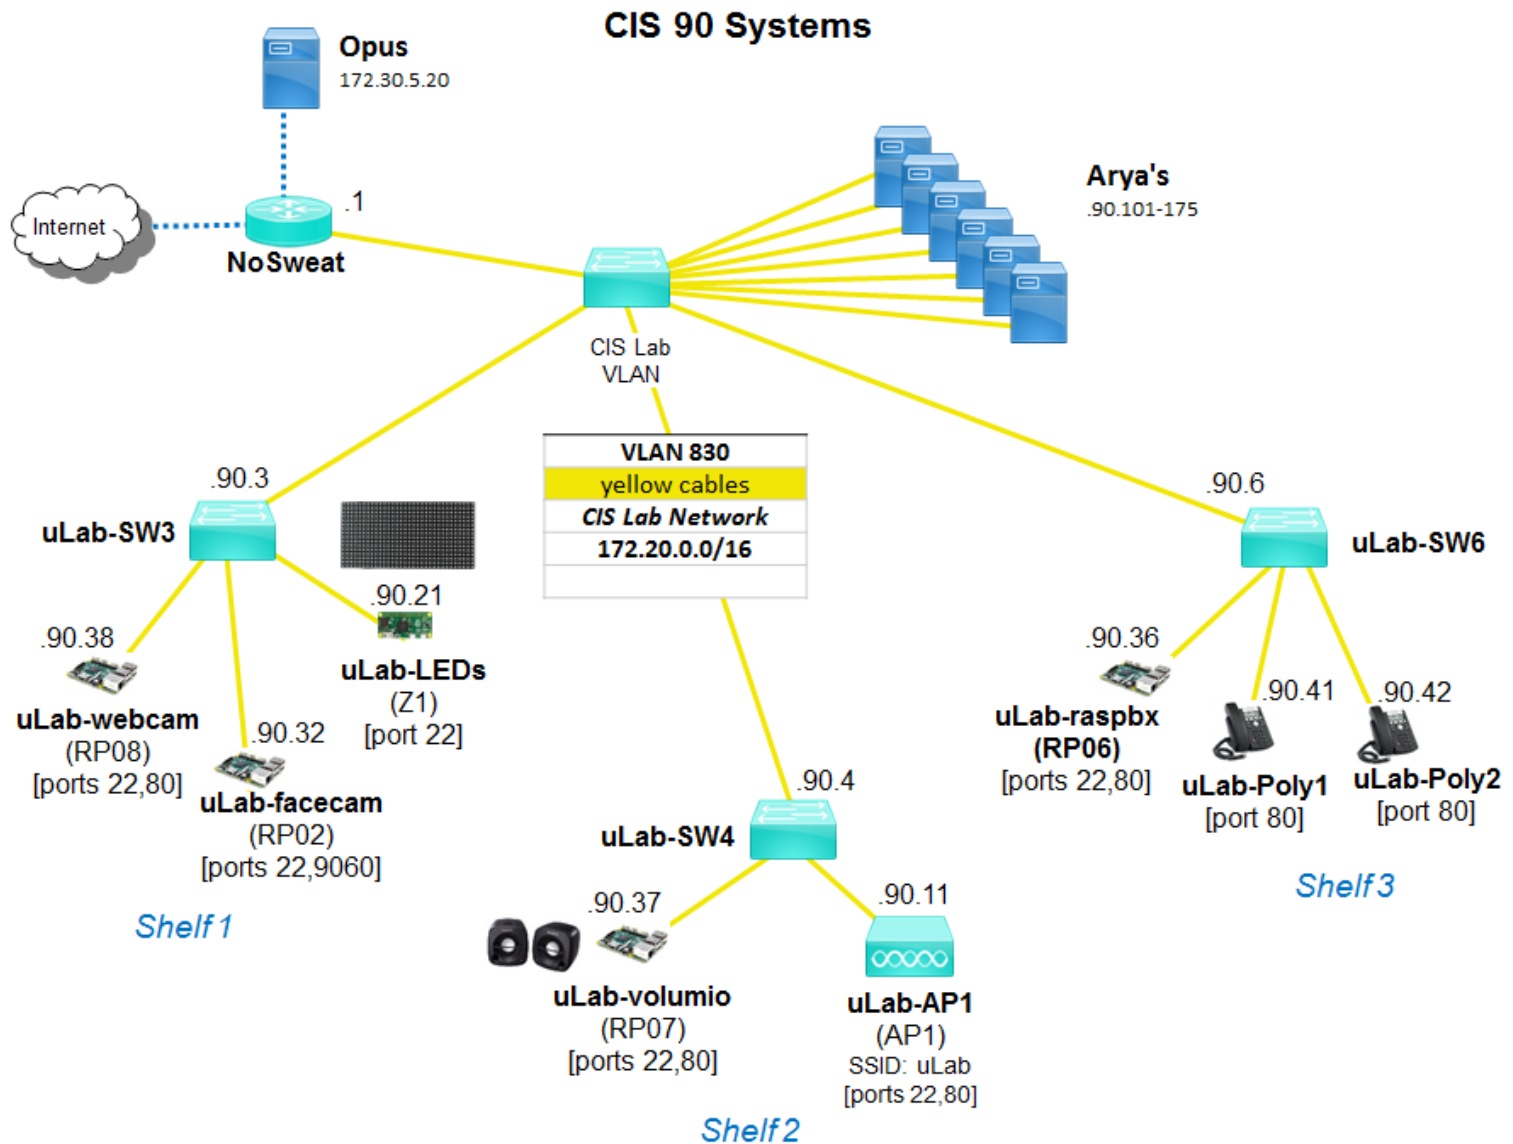 CIS 90 Systems
Opus
172.30.5.20
Internet
.1
NoSweat
Arya's
.90.101-175
CIS Lab
VLAN
VLAN 830
yellow cables
CIS Lab Network
172.20.0.0/16
.90.3
uLab-SW3
.90.21
uLab-LEDs
(Z1)
[port 22]
.90.38
uLab-webcam
(RP08)
[ports 22,80]
.90.32
uLab-facecam
(RP02)
[ports 22,9060]
Shelf 1
.90.4
uLab-SW4
.90.37
uLab-volumio
(RP07)
[ports 22,80]
.90.11
uLab-AP1
(AP1)
SSID: uLab
[ports 22,80]
Shelf 2
.90.6
uLab-SW6
.90.36
uLab-raspbx
(RP06)
[ports 22,80]
.90.41
uLab-Poly1
[port 80]
.90.42
uLab-Poly2
[port 80]
Shelf 3